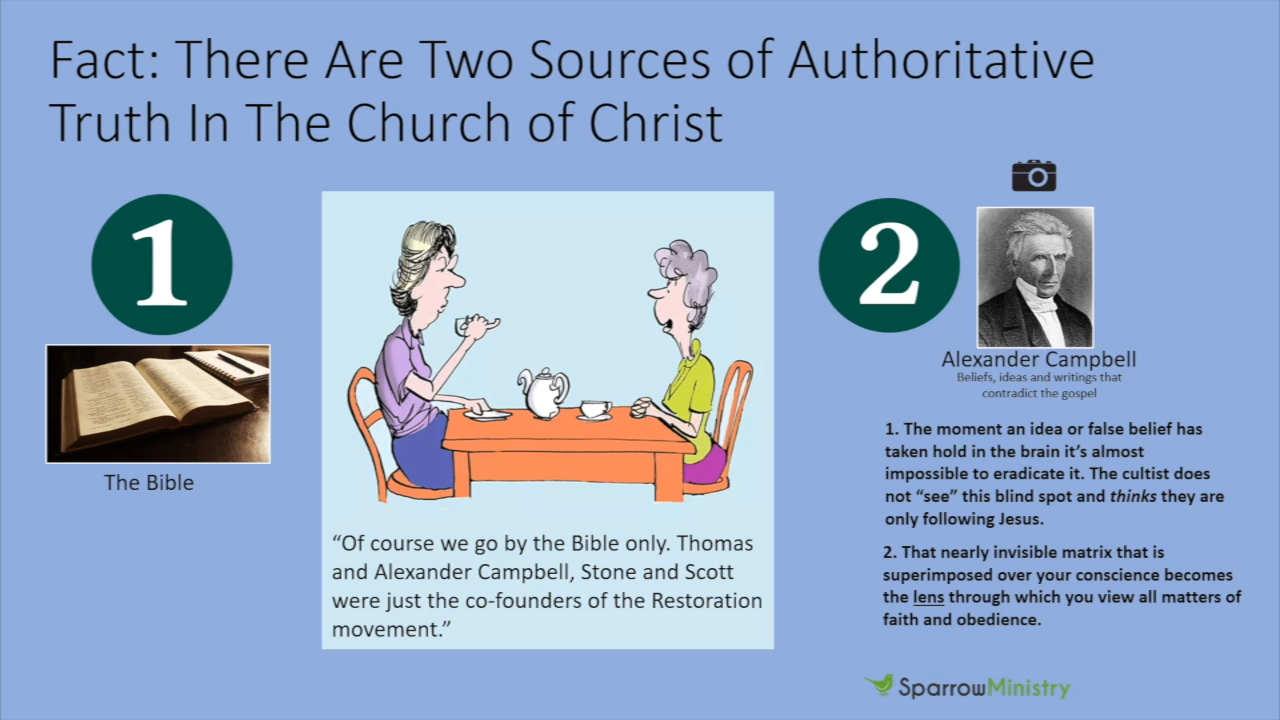 Fact: There Are Two Sources of Authoritative
Truth In The Church of Christ
1
The Bible
“Of course we go by the Bible only. Thomas
and Alexander Campbell, Stone and Scott
were just the co-founders of the Restoration
movement.”
2
Alexander Campbell
Beliefs, ideas and writings that
contradict the gospel
1. The moment an idea or false belief has
taken hold in the brain it’s almost
impossible to eradicate it. The cultist does
not “see” this blind spot and thinks they are
only following Jesus.
2. That nearly invisible matrix that is
superimposed over your conscience becomes
the lens through which you view all matters of
faith and obedience.
SparrowMinistry